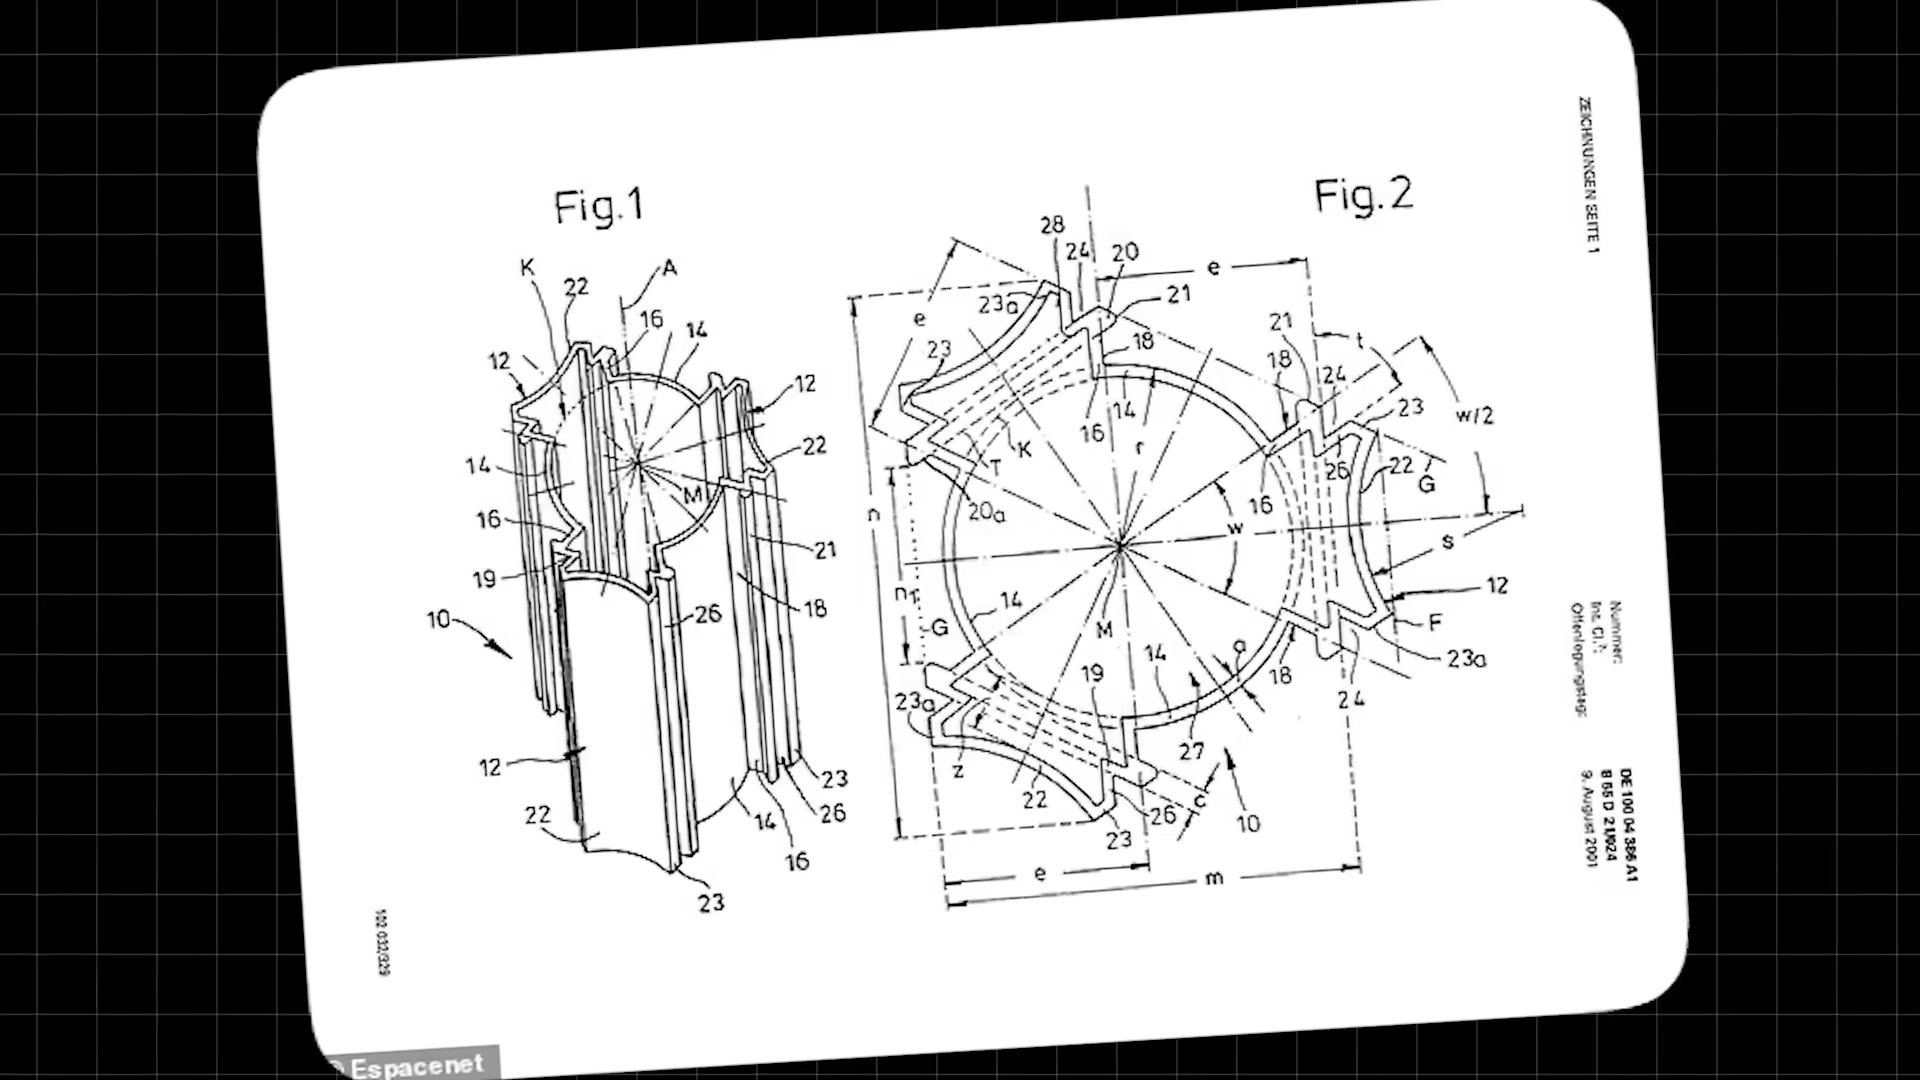 Fig.1
K
A
22
16
14
12
12
22
14
M
16
21
19
18
26
10
12
23
22
14
26
16
23
Fig.2
28
24
20
e
23a
21
e
21
t
18
18
24
23
w/2
23
14
16
K
r
T
26
22
G
16
20a
n
w
s
n1
12
14
G
M
F
a
14
19
23a
18
23a
24
27
z
22
c
26
10
23
e
m
ZEICHNUNGEN SEITE 1
Nummer:
Int. Cl.7:
Offenlegungstag:
DE 100 04 386 A1
B 65 D 21/024
9. August 2001
102 032/329
© Espacenet